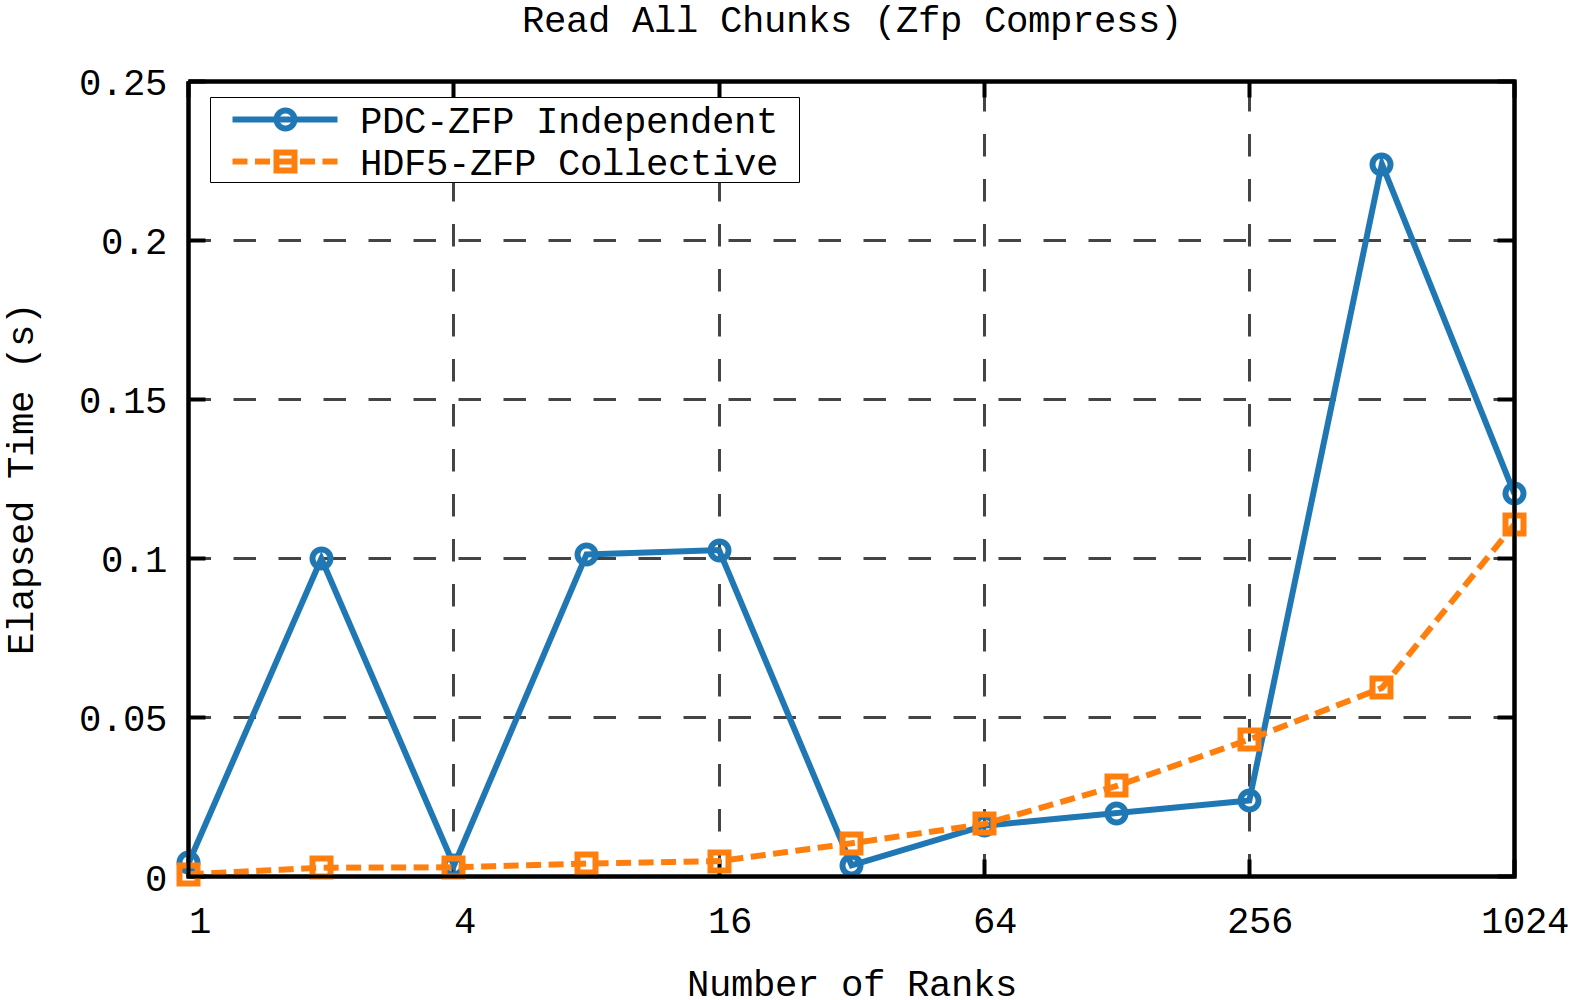 Read All Chunks (Zfp Compress)
0.25
PDC-ZFP Independent
HDF5-ZFP Collective
0.2
0.15
0.1
0.05
0
Elapsed Time (s)
1 4 16 64 256 1024
Number of Ranks